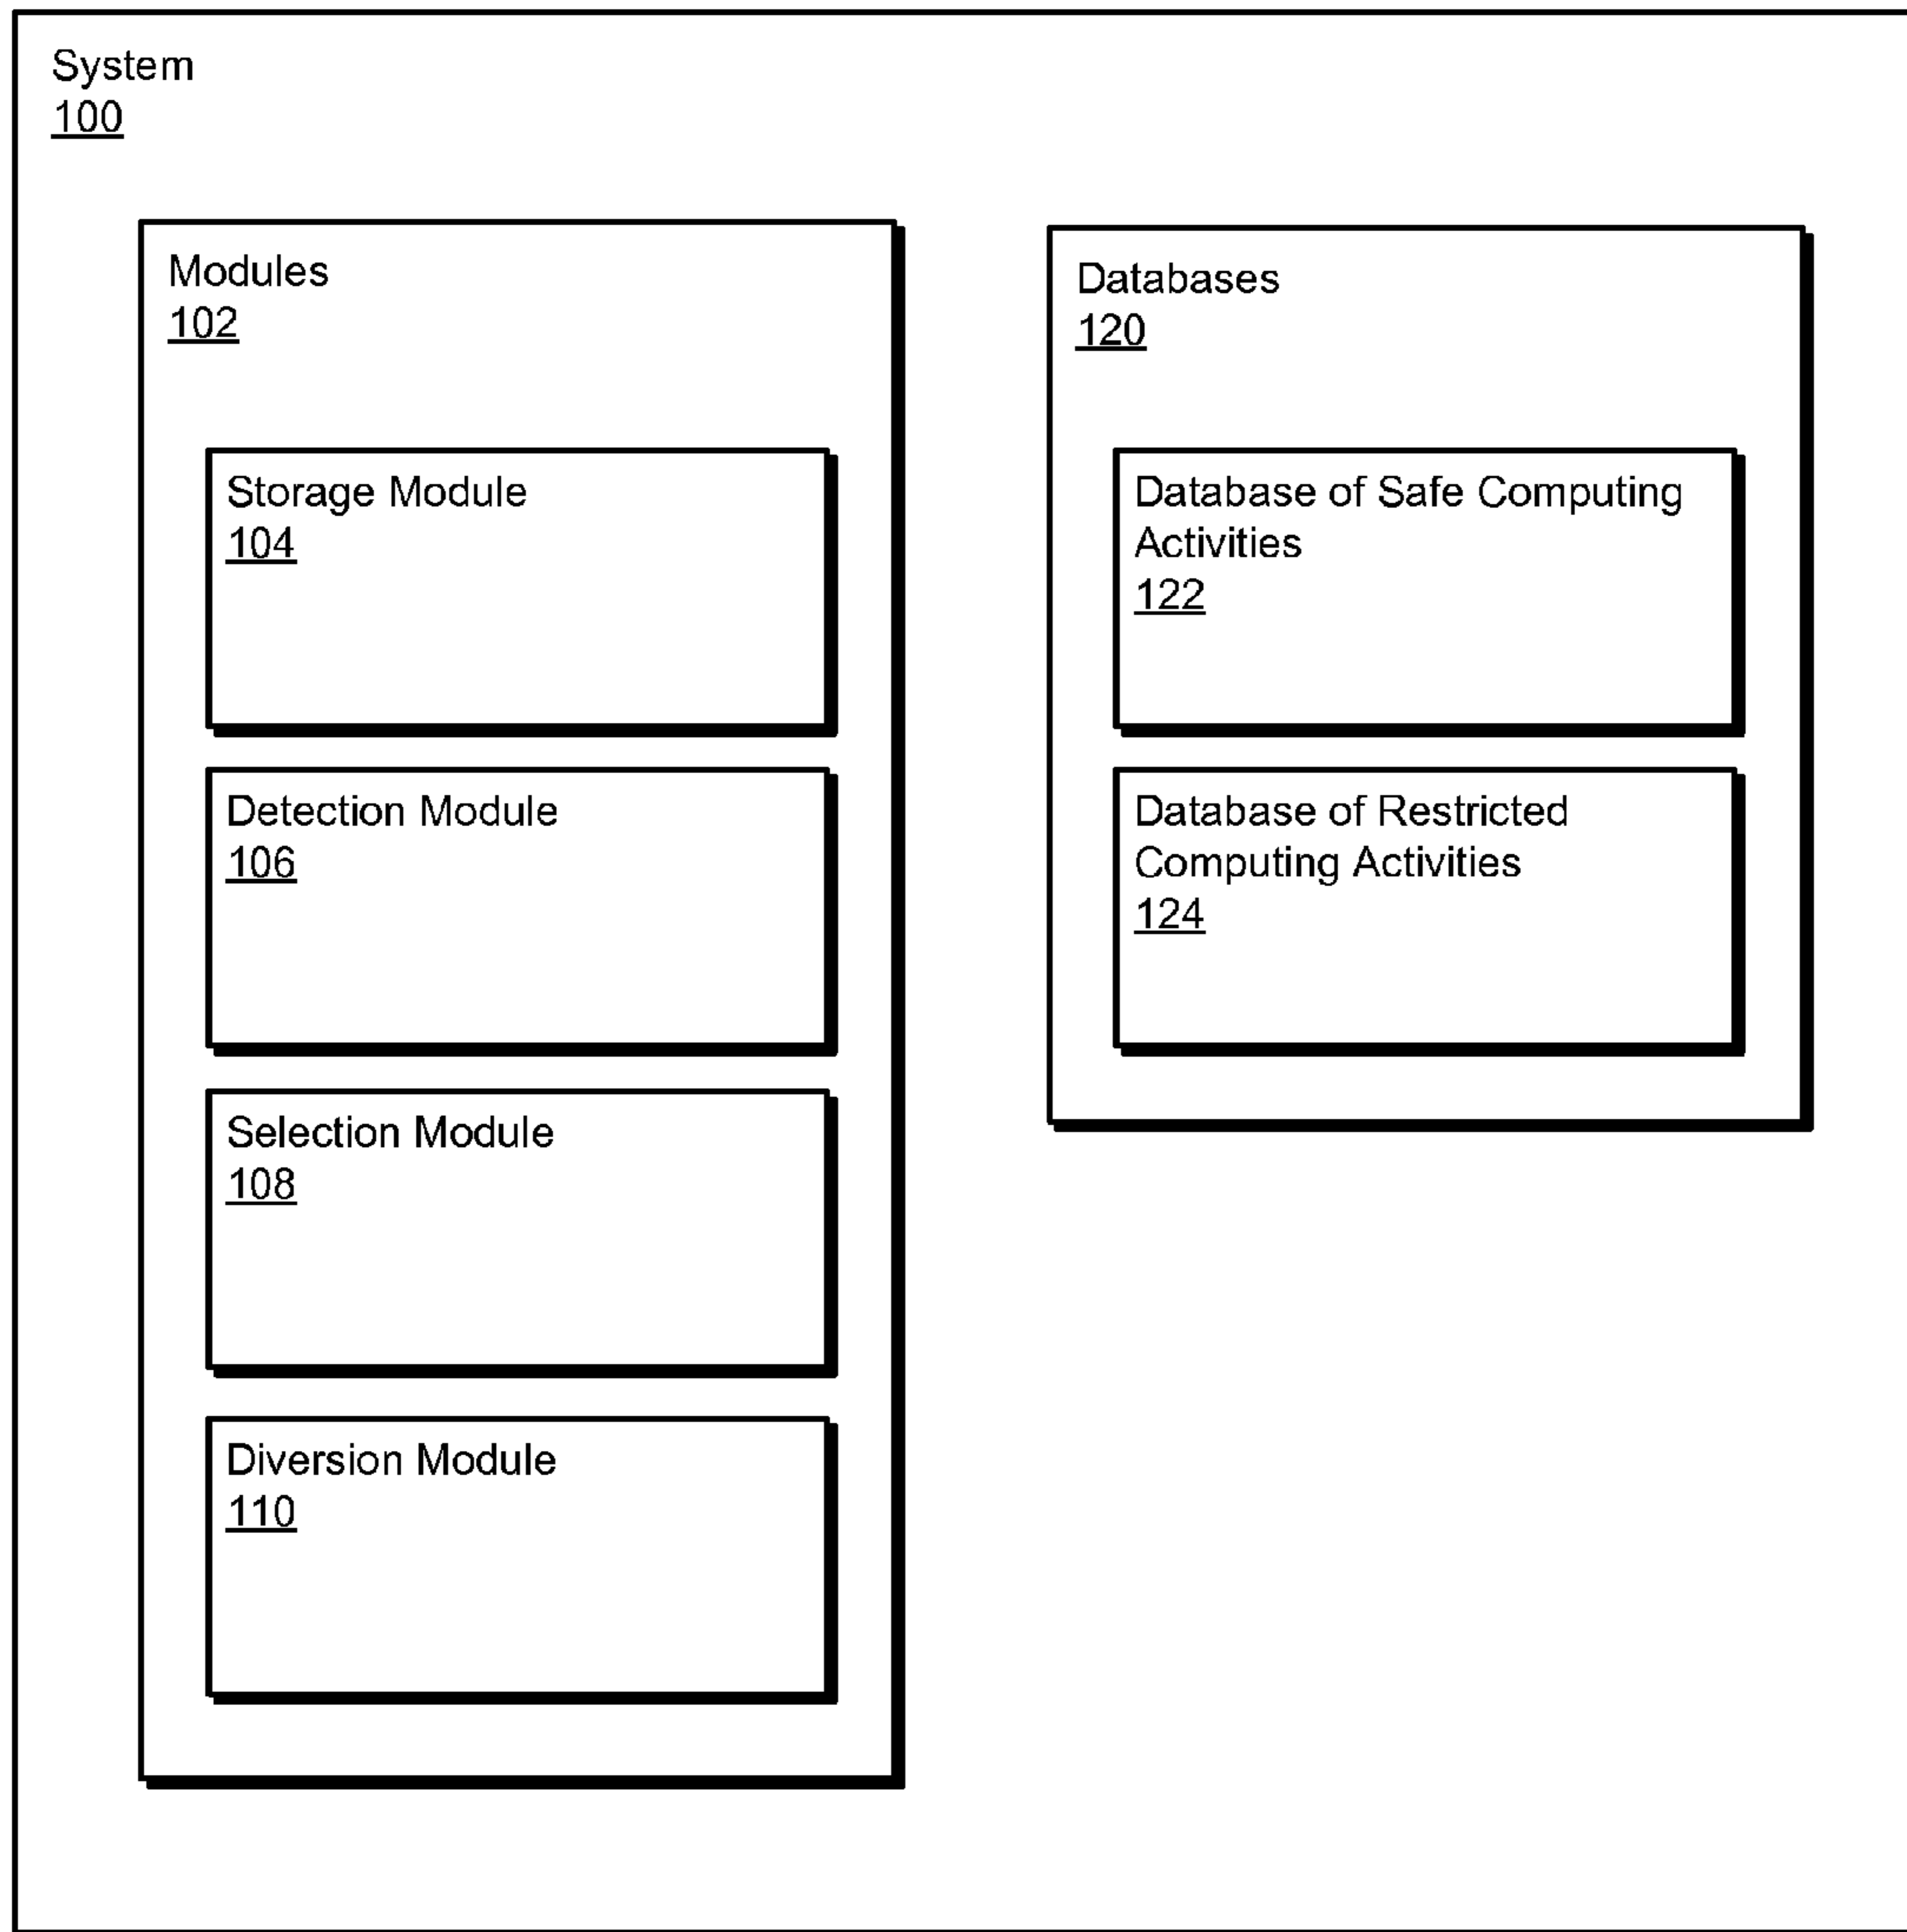 System
100
Modules
102
Storage Module
104
Detection Module
106
Selection Module
108
Diversion Module
110
Databases
120
Database of Safe Computing
Activities
122
Database of Restricted
Computing Activities
124